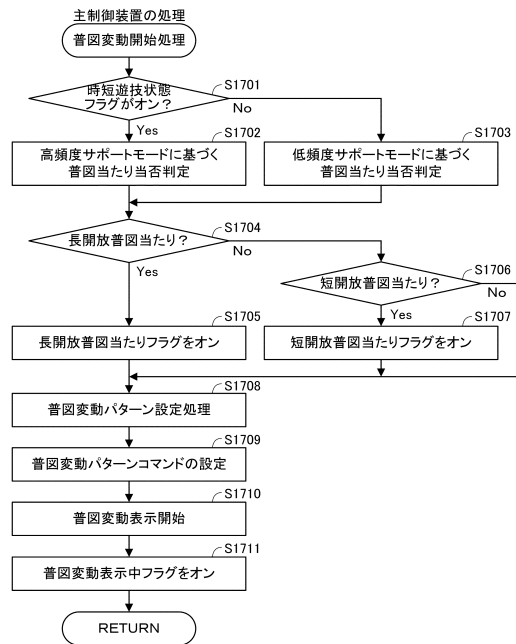 主制御装置の処理
普図変動開始処理
S1701
時短遊技状態
フラグがオン？
No
Yes
S1702
高頻度サポートモードに基づく
普図当たり当否判定
S1703
低頻度サポートモードに基づく
普図当たり当否判定
S1704
長開放普図当たり？
No
Yes
S1706
短開放普図当たり？
No
Yes
S1705
長開放普図当たりフラグをオン
S1707
短開放普図当たりフラグをオン
S1708
普図変動パターン設定処理
S1709
普図変動パターンコマンドの設定
S1710
普図変動表示開始
S1711
普図変動表示中フラグをオン
RETURN